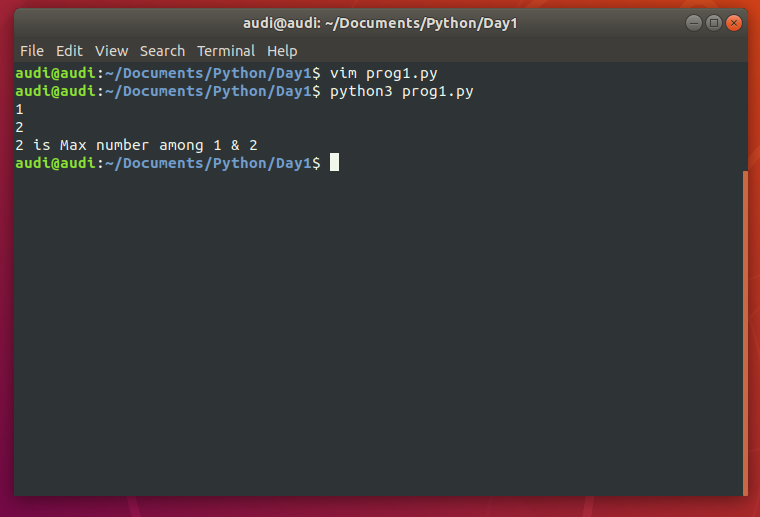 audi@audi: ~/Documents/Python/Day1
File Edit View Search Terminal Help
audi@audi:~/Documents/Python/Day1$ vim prog1.py
audi@audi:~/Documents/Python/Day1$ python3 prog1.py
1
2
2 is Max number among 1 & 2
audi@audi:~/Documents/Python/Day1$